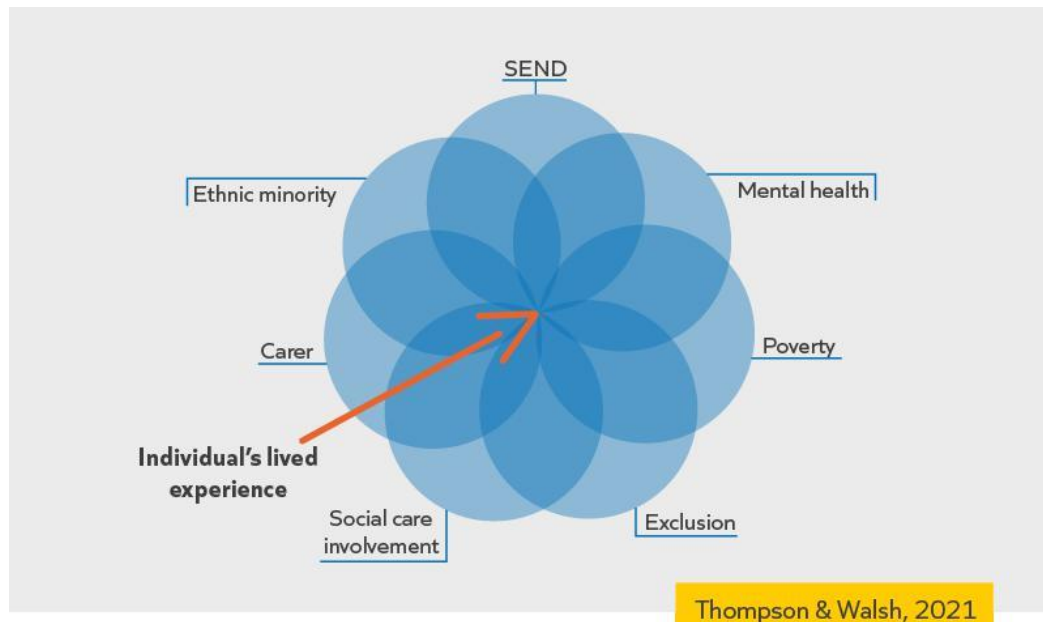 SEND
Ethnic minority
Mental health
Carer
Poverty
Individual's lived
experience
Social care
involvement
Exclusion
Thompson & Walsh, 2021